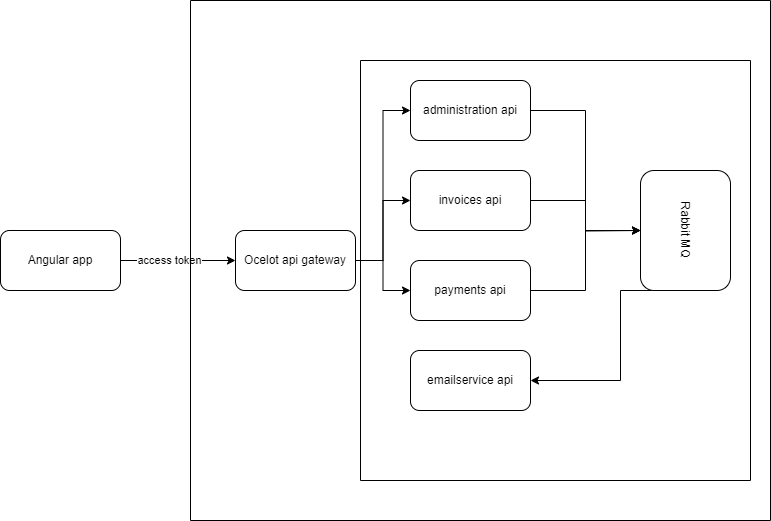 administration api
invoices api
Rabbit MQ
Angular app
access token
Ocelot api gateway
payments api
emailservice api